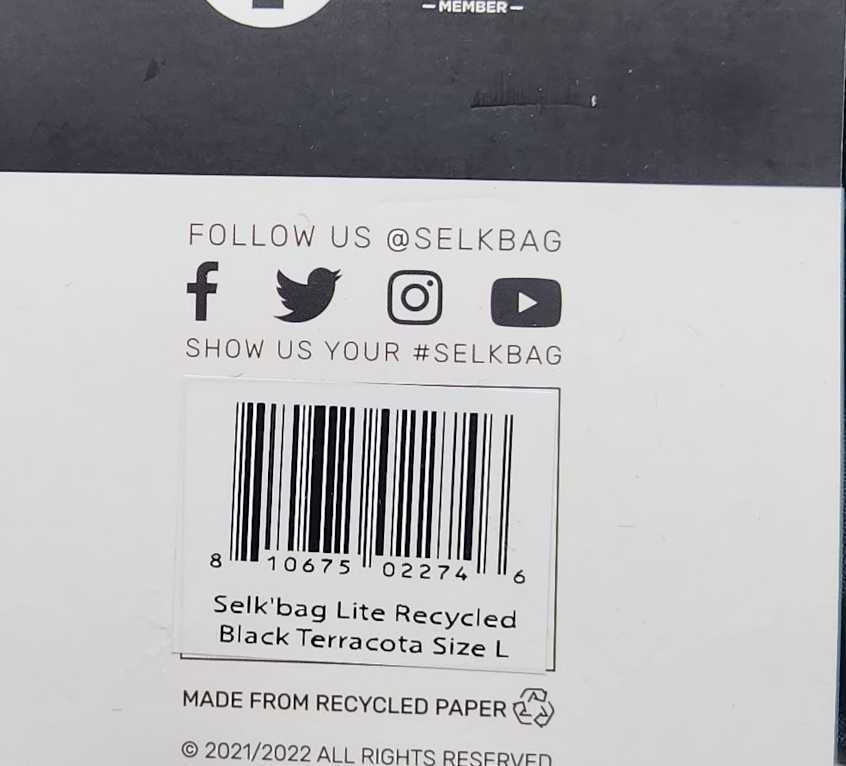 — MEMBER —
FOLLOW US @SELKBAG
SHOW US YOUR #SELKBAG
8 10675 02274 6
Selk'bag Lite Recycled
Black Terracota Size L
MADE FROM RECYCLED PAPER
© 2021/2022 ALL RIGHTS RESERVED